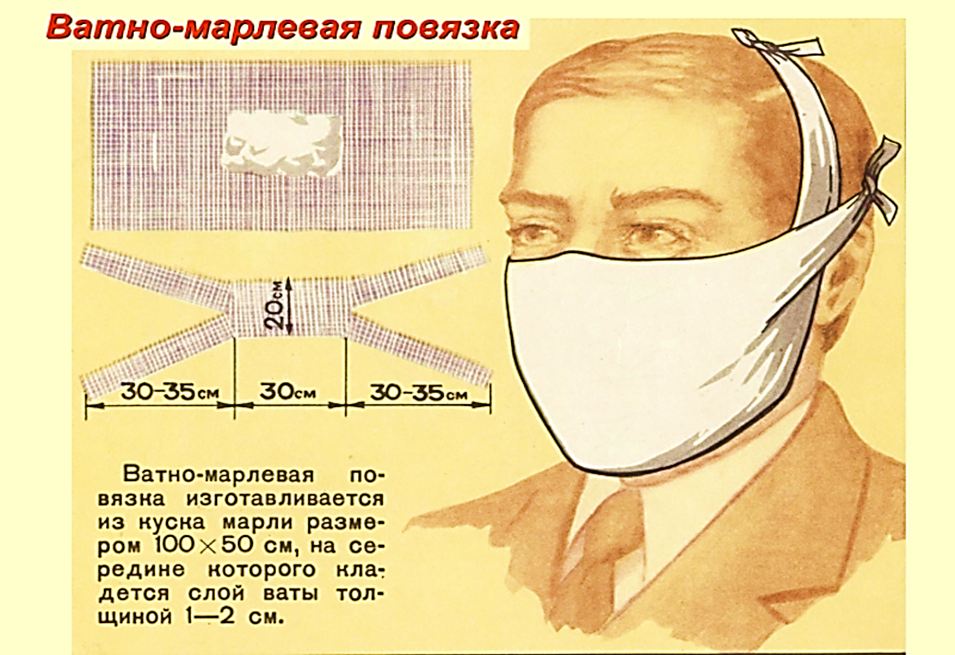 Ватно-марлевая повязка
20см
30-35см 30см 30-35см
Ватно-марлевая по-
вязка изготавливается
из куска марли разме-
ром 100×50 см, на се-
редине которого кла-
дется слой ваты тол-
щиной 1—2 см.